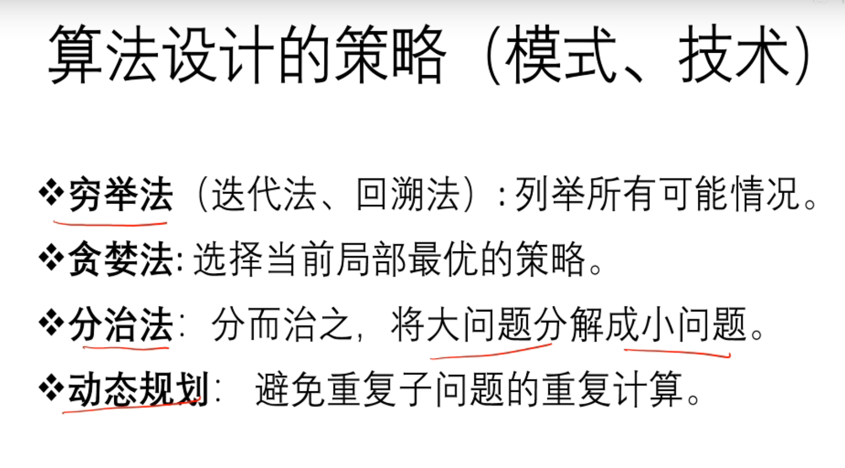 算法设计的策略（模式、技术）
❖穷举法（迭代法、回溯法）: 列举所有可能情况。
❖贪婪法: 选择当前局部最优的策略。
❖分治法： 分而治之，将大问题分解成小问题。
❖动态规划： 避免重复子问题的重复计算。